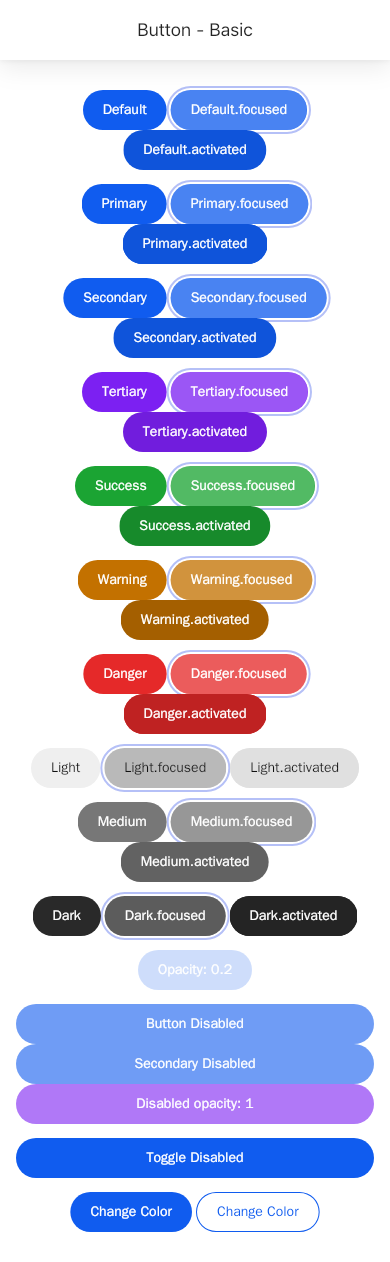 Button - Basic
Default Default.focused
Default.activated
Primary Primary.focused
Primary.activated
Secondary Secondary.focused
Secondary.activated
Tertiary Tertiary.focused
Tertiary.activated
Success Success.focused
Success.activated
Warning Warning.focused
Warning.activated
Danger Danger.focused
Danger.activated
Light Light.focused Light.activated
Medium Medium.focused
Medium.activated
Dark Dark.focused Dark.activated
Opacity: 0.2
Button Disabled
Secondary Disabled
Disabled opacity: 1
Toggle Disabled
Change Color Change Color